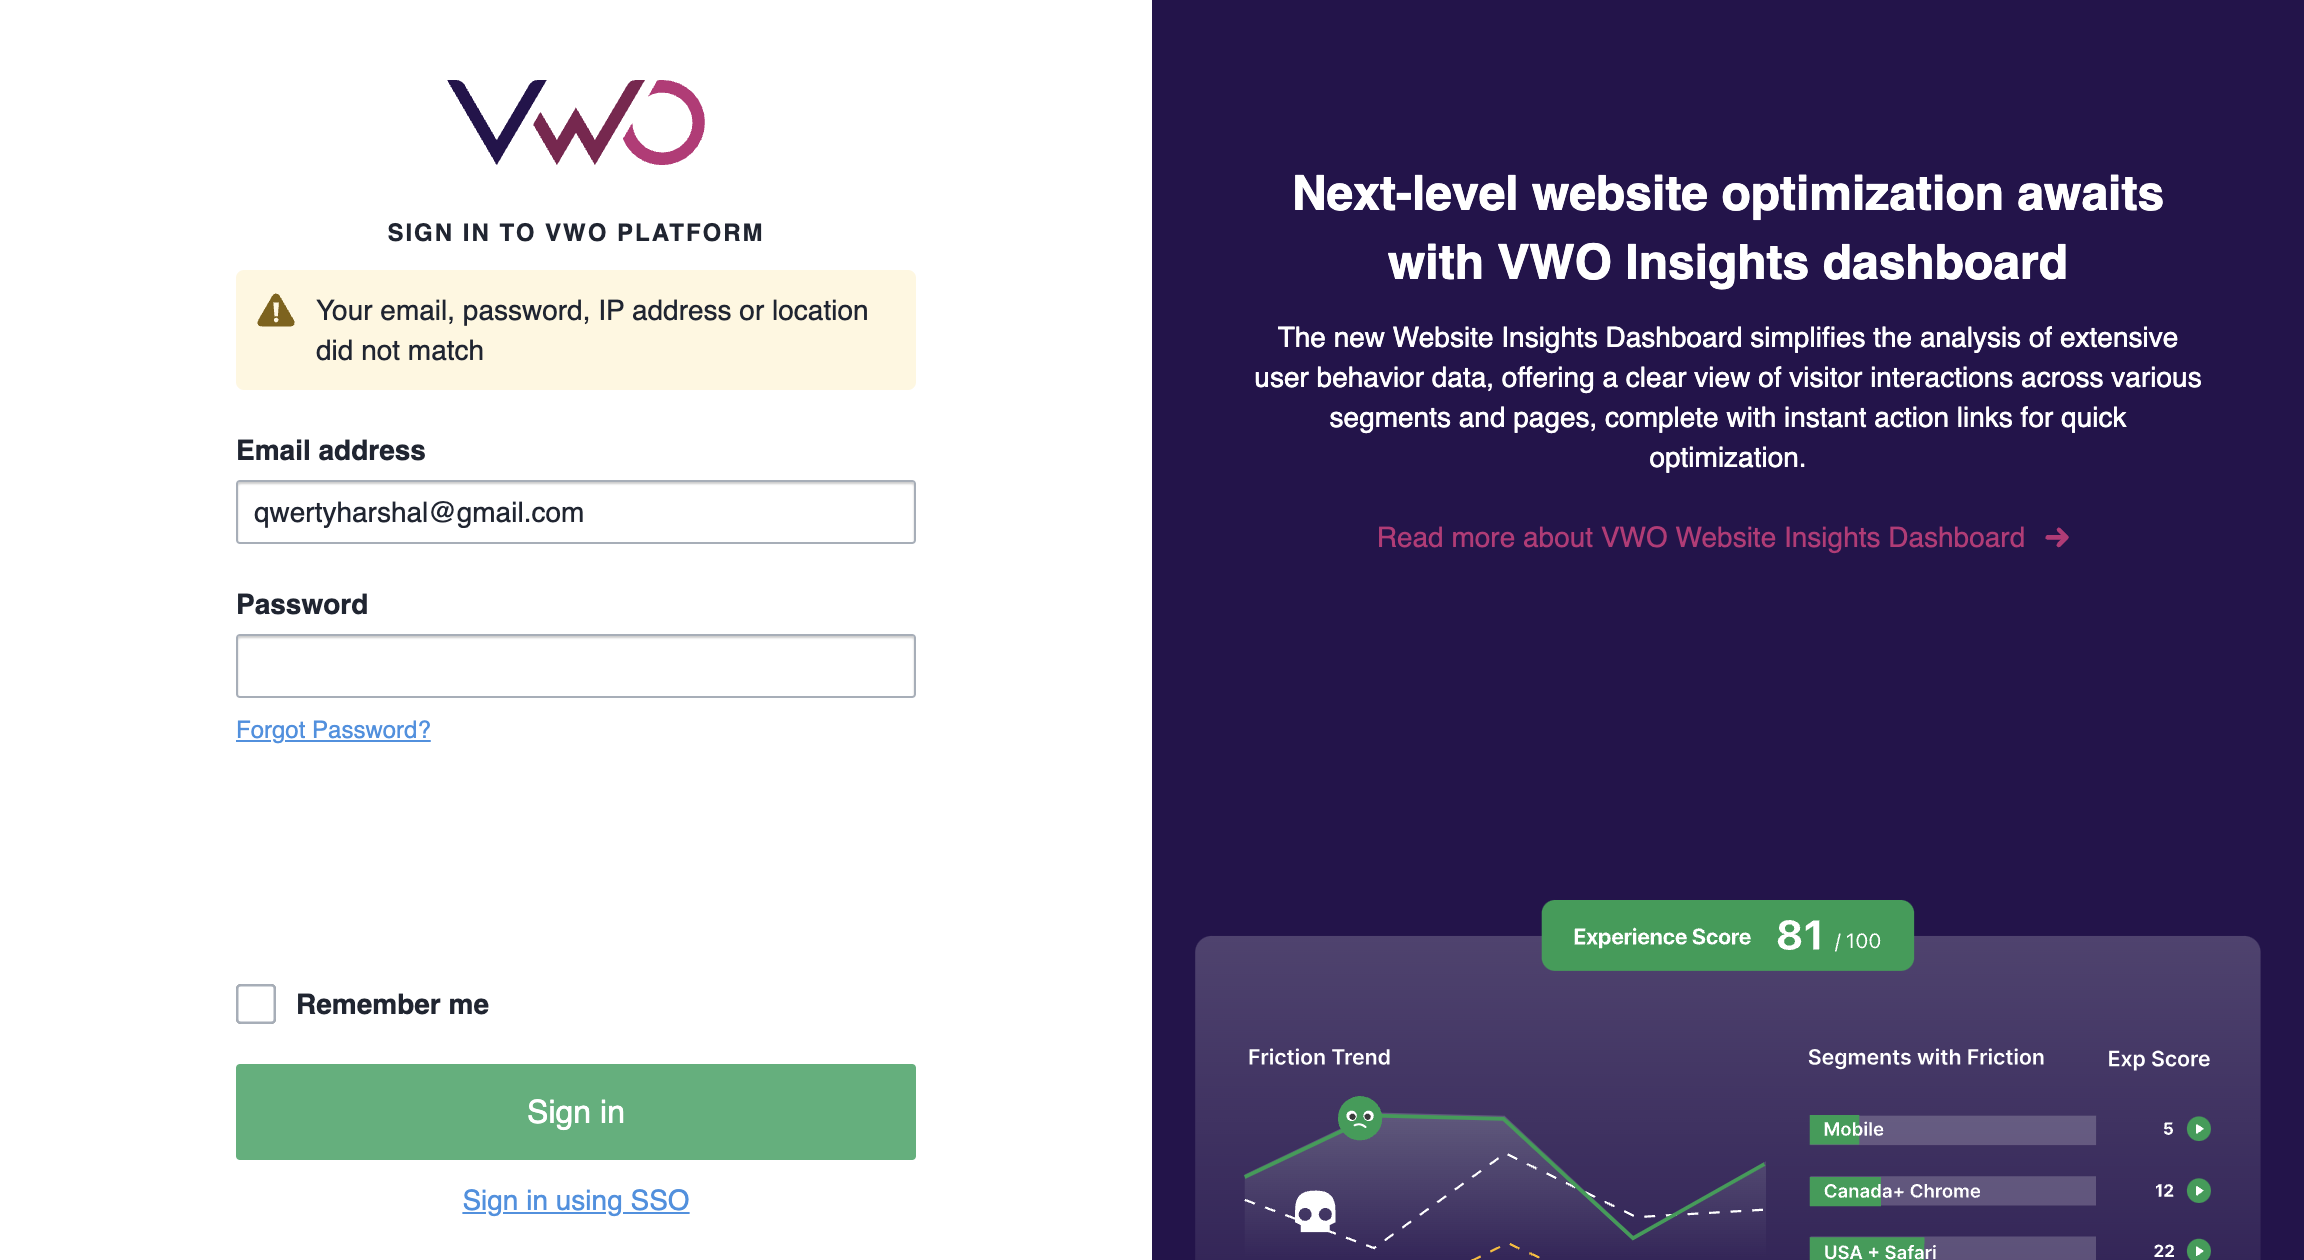 VWO
SIGN IN TO VWO PLATFORM
Your email, password, IP address or location
did not match
Email address
qwertyharshal@gmail.com
Password
Forgot Password?
Remember me
Sign in
Sign in using SSO
Next-level website optimization awaits
with VWO Insights dashboard
The new Website Insights Dashboard simplifies the analysis of extensive
user behavior data, offering a clear view of visitor interactions across various
segments and pages, complete with instant action links for quick
optimization.
Read more about VWO Website Insights Dashboard →
Experience Score 81 / 100
Friction Trend
Segments with Friction Exp Score
Mobile 5
Canada+ Chrome 12
USA + Safari 22